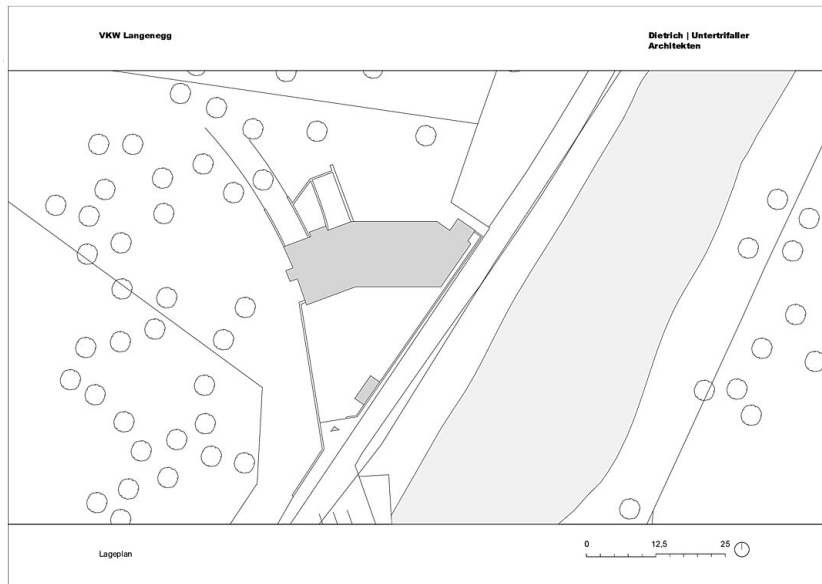 VKW Langenegg
Dietrich | Untertrifaller
Architekten
Lageplan
0 12,5 25